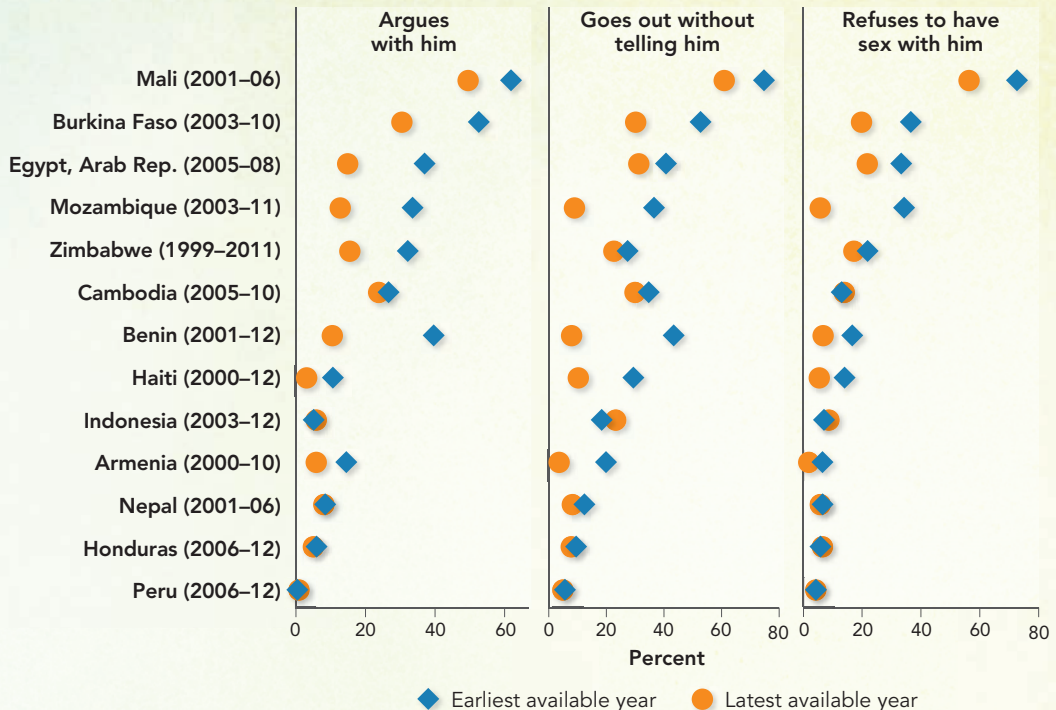 Argues
with him
Goes out without
telling him
Refuses to have
sex with him
Mali (2001–06)
Burkina Faso (2003–10)
Egypt, Arab Rep. (2005–08)
Mozambique (2003–11)
Zimbabwe (1999–2011)
Cambodia (2005–10)
Benin (2001–12)
Haiti (2000–12)
Indonesia (2003–12)
Armenia (2000–10)
Nepal (2001–06)
Honduras (2006–12)
Peru (2006–12)
0 20 40 60
0 20 40 60 80
0 20 40 60 80
Percent
Earliest available year Latest available year